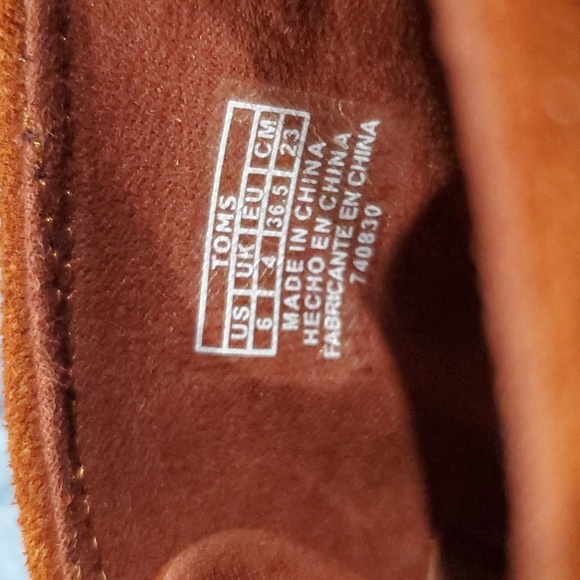 TOMS
US UK EU CM
6 4 36.5 23
MADE IN CHINA
HECHO EN CHINA
FABRICANTE EN CHINA
740830